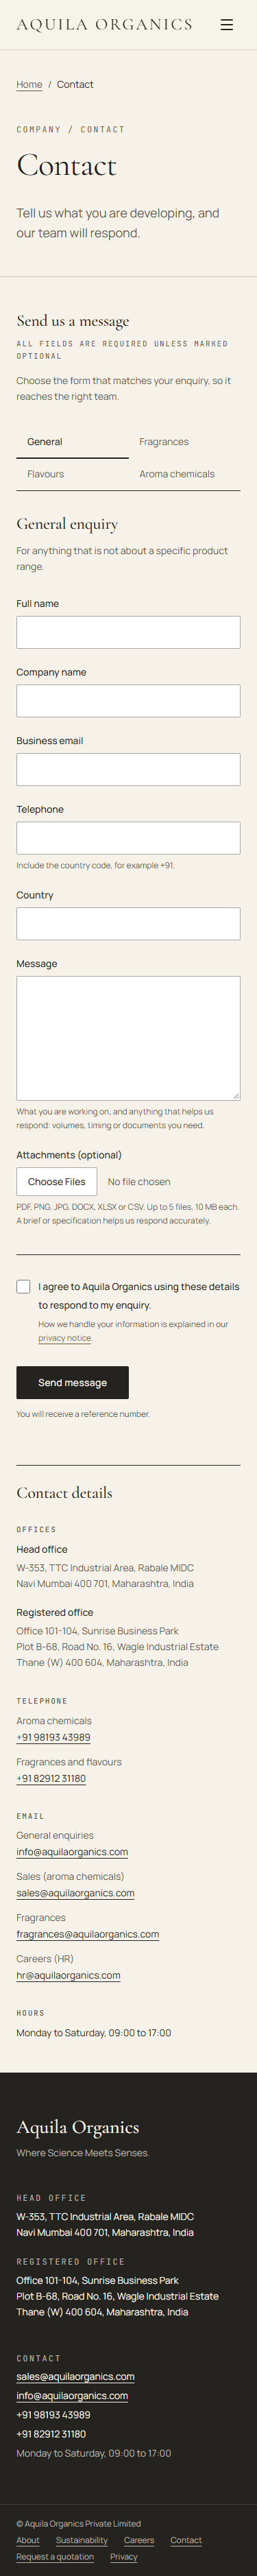 AQUILA ORGANICS
Home / Contact
COMPANY / CONTACT
Contact
Tell us what you are developing, and
our team will respond.
Send us a message
ALL FIELDS ARE REQUIRED UNLESS MARKED
OPTIONAL
Choose the form that matches your enquiry, so it
reaches the right team.
General
Fragrances
Flavours
Aroma chemicals
General enquiry
For anything that is not about a specific product
range.
Full name
Company name
Business email
Telephone
Include the country code, for example +91.
Country
Message
What you are working on, and anything that helps us
respond: volumes, timing or documents you need.
Attachments (optional)
Choose Files No file chosen
PDF, PNG, JPG, DOCX, XLSX or CSV. Up to 5 files, 10 MB each.
A brief or specification helps us respond accurately.
I agree to Aquila Organics using these details
to respond to my enquiry.
How we handle your information is explained in our
privacy notice.
Send message
You will receive a reference number.
Contact details
OFFICES
Head office
W-353, TTC Industrial Area, Rabale MIDC
Navi Mumbai 400 701, Maharashtra, India
Registered office
Office 101-104, Sunrise Business Park
Plot B-68, Road No. 16, Wagle Industrial Estate
Thane (W) 400 604, Maharashtra, India
TELEPHONE
Aroma chemicals
+91 98193 43989
Fragrances and flavours
+91 82912 31180
EMAIL
General enquiries
info@aquilaorganics.com
Sales (aroma chemicals)
sales@aquilaorganics.com
Fragrances
fragrances@aquilaorganics.com
Careers (HR)
hr@aquilaorganics.com
HOURS
Monday to Saturday, 09:00 to 17:00
Aquila Organics
Where Science Meets Senses.
HEAD OFFICE
W-353, TTC Industrial Area, Rabale MIDC
Navi Mumbai 400 701, Maharashtra, India
REGISTERED OFFICE
Office 101-104, Sunrise Business Park
Plot B-68, Road No. 16, Wagle Industrial Estate
Thane (W) 400 604, Maharashtra, India
CONTACT
sales@aquilaorganics.com
info@aquilaorganics.com
+91 98193 43989
+91 82912 31180
Monday to Saturday, 09:00 to 17:00
© Aquila Organics Private Limited
About Sustainability Careers Contact
Request a quotation Privacy